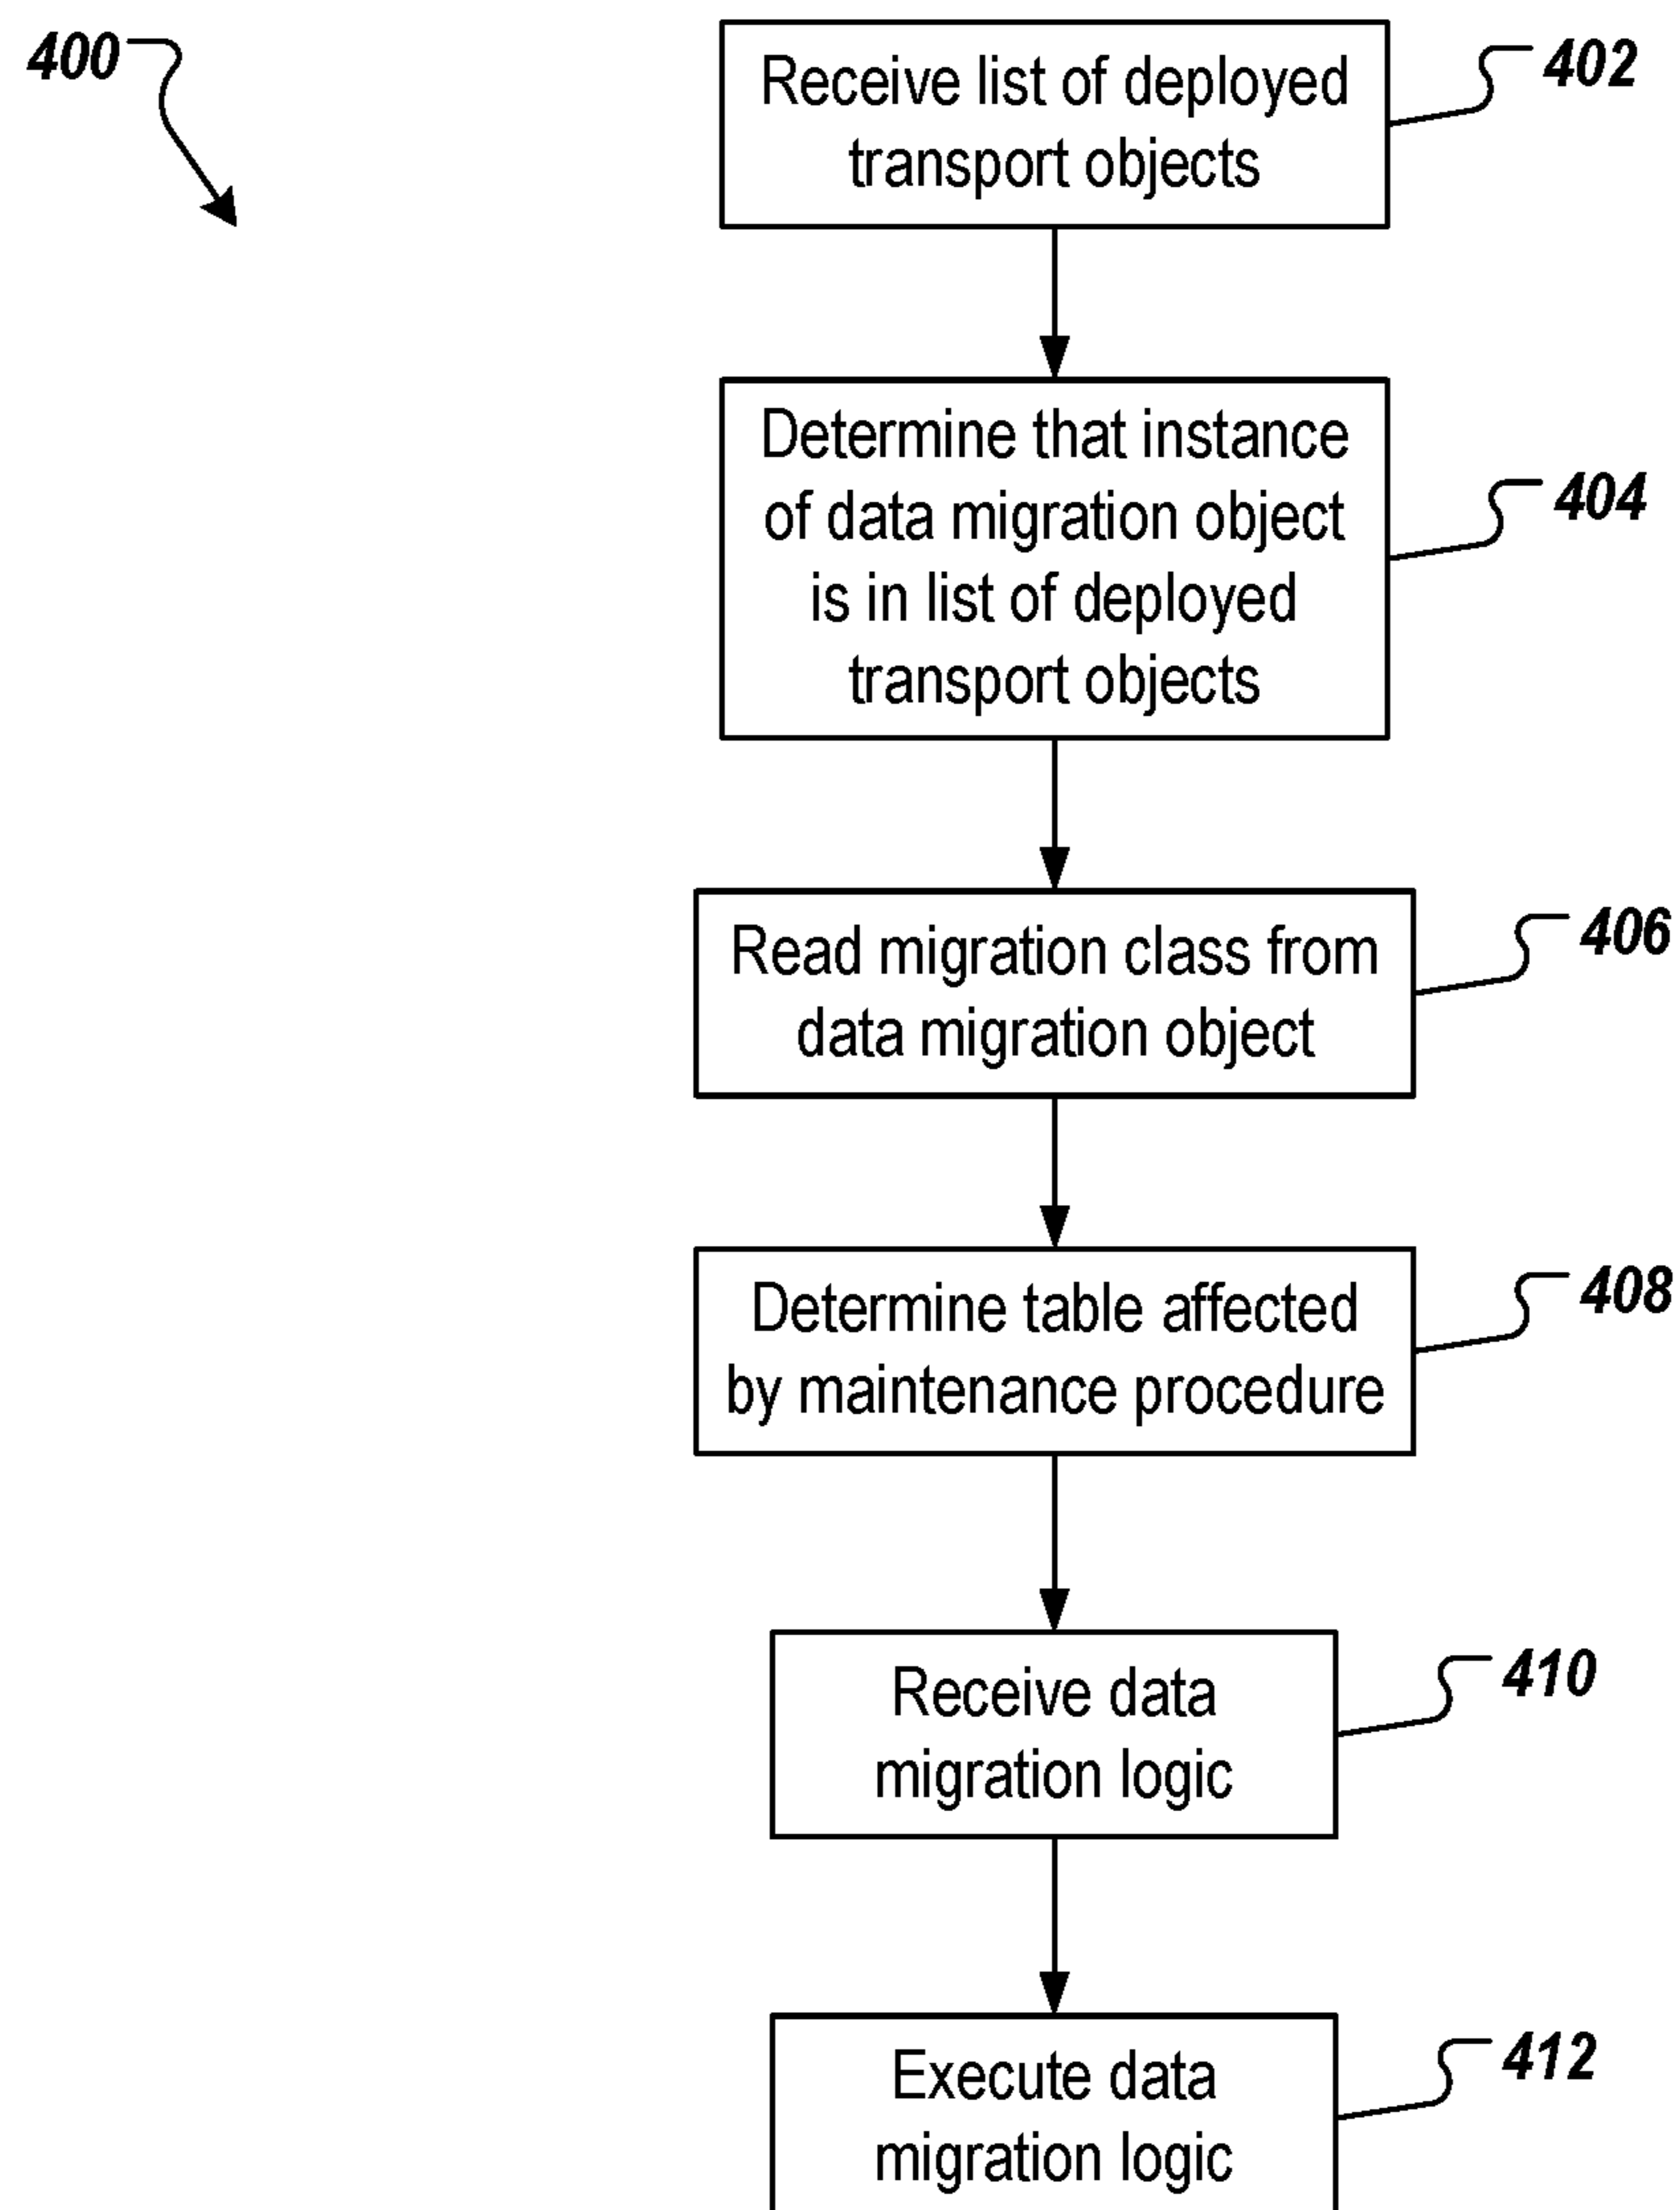 400
Receive list of deployed
transport objects
402
Determine that instance
of data migration object
is in list of deployed
transport objects
404
Read migration class from
data migration object
406
Determine table affected
by maintenance procedure
408
Receive data
migration logic
410
Execute data
migration logic
412